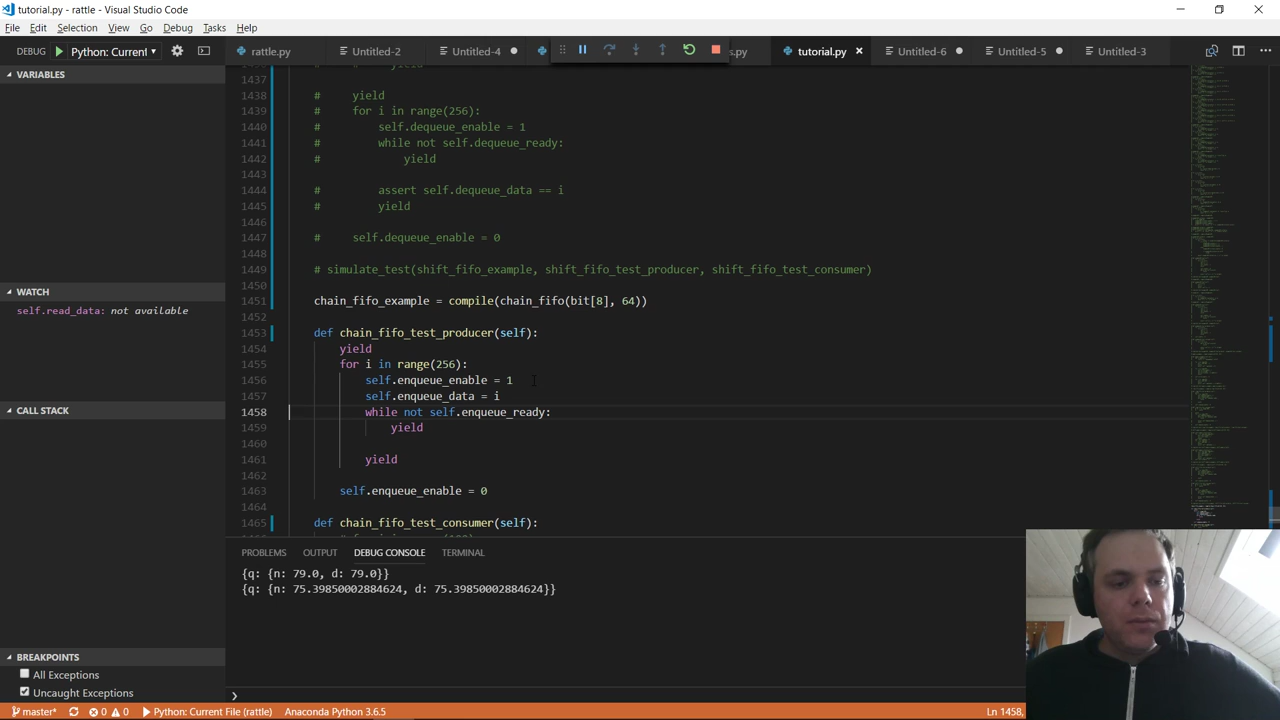 tutorial.py - rattle - Visual Studio Code
File Edit Selection View Go Debug Tasks Help
DEBUG Python: Current
rattle.py Untitled-2 Untitled-4 s.py tutorial.py Untitled-6 Untitled-5 Untitled-3
VARIABLES
WATCH
self.read_data: not available
CALL STACK
BREAKPOINTS
All Exceptions
Uncaught Exceptions
# # yield
1437
1438 # yield
1439 # for i in range(256):
1440 # self.dequeue_enable = 1
1441 # while not self.dequeue_ready:
1442 # yield
1443
1444 # assert self.dequeue_data == i
1445 # yield
1446
1447 # self.dequeue_enable = 0
1448
1449 # simulate_test(shift_fifo_example, shift_fifo_test_producer, shift_fifo_test_consumer)
1450
1451 chain_fifo_example = compile(chain_fifo(bit[8], 64))
1452
1453 def chain_fifo_test_producer(self):
1454 yield
1455 for i in range(256):
1456 self.enqueue_enable = 1
1457 self.enqueue_data = i
1458 while not self.enqueue_ready:
1459 yield
1460
1461 yield
1462
1463 self.enqueue_enable = 0
1464
1465 def chain_fifo_test_consumer(self):
PROBLEMS OUTPUT DEBUG CONSOLE TERMINAL
{q: {n: 79.0, d: 79.0}}
{q: {n: 75.39850002884624, d: 75.39850002884624}}
master* 0 0 Python: Current File (rattle) Anaconda Python 3.6.5 Ln 1458,